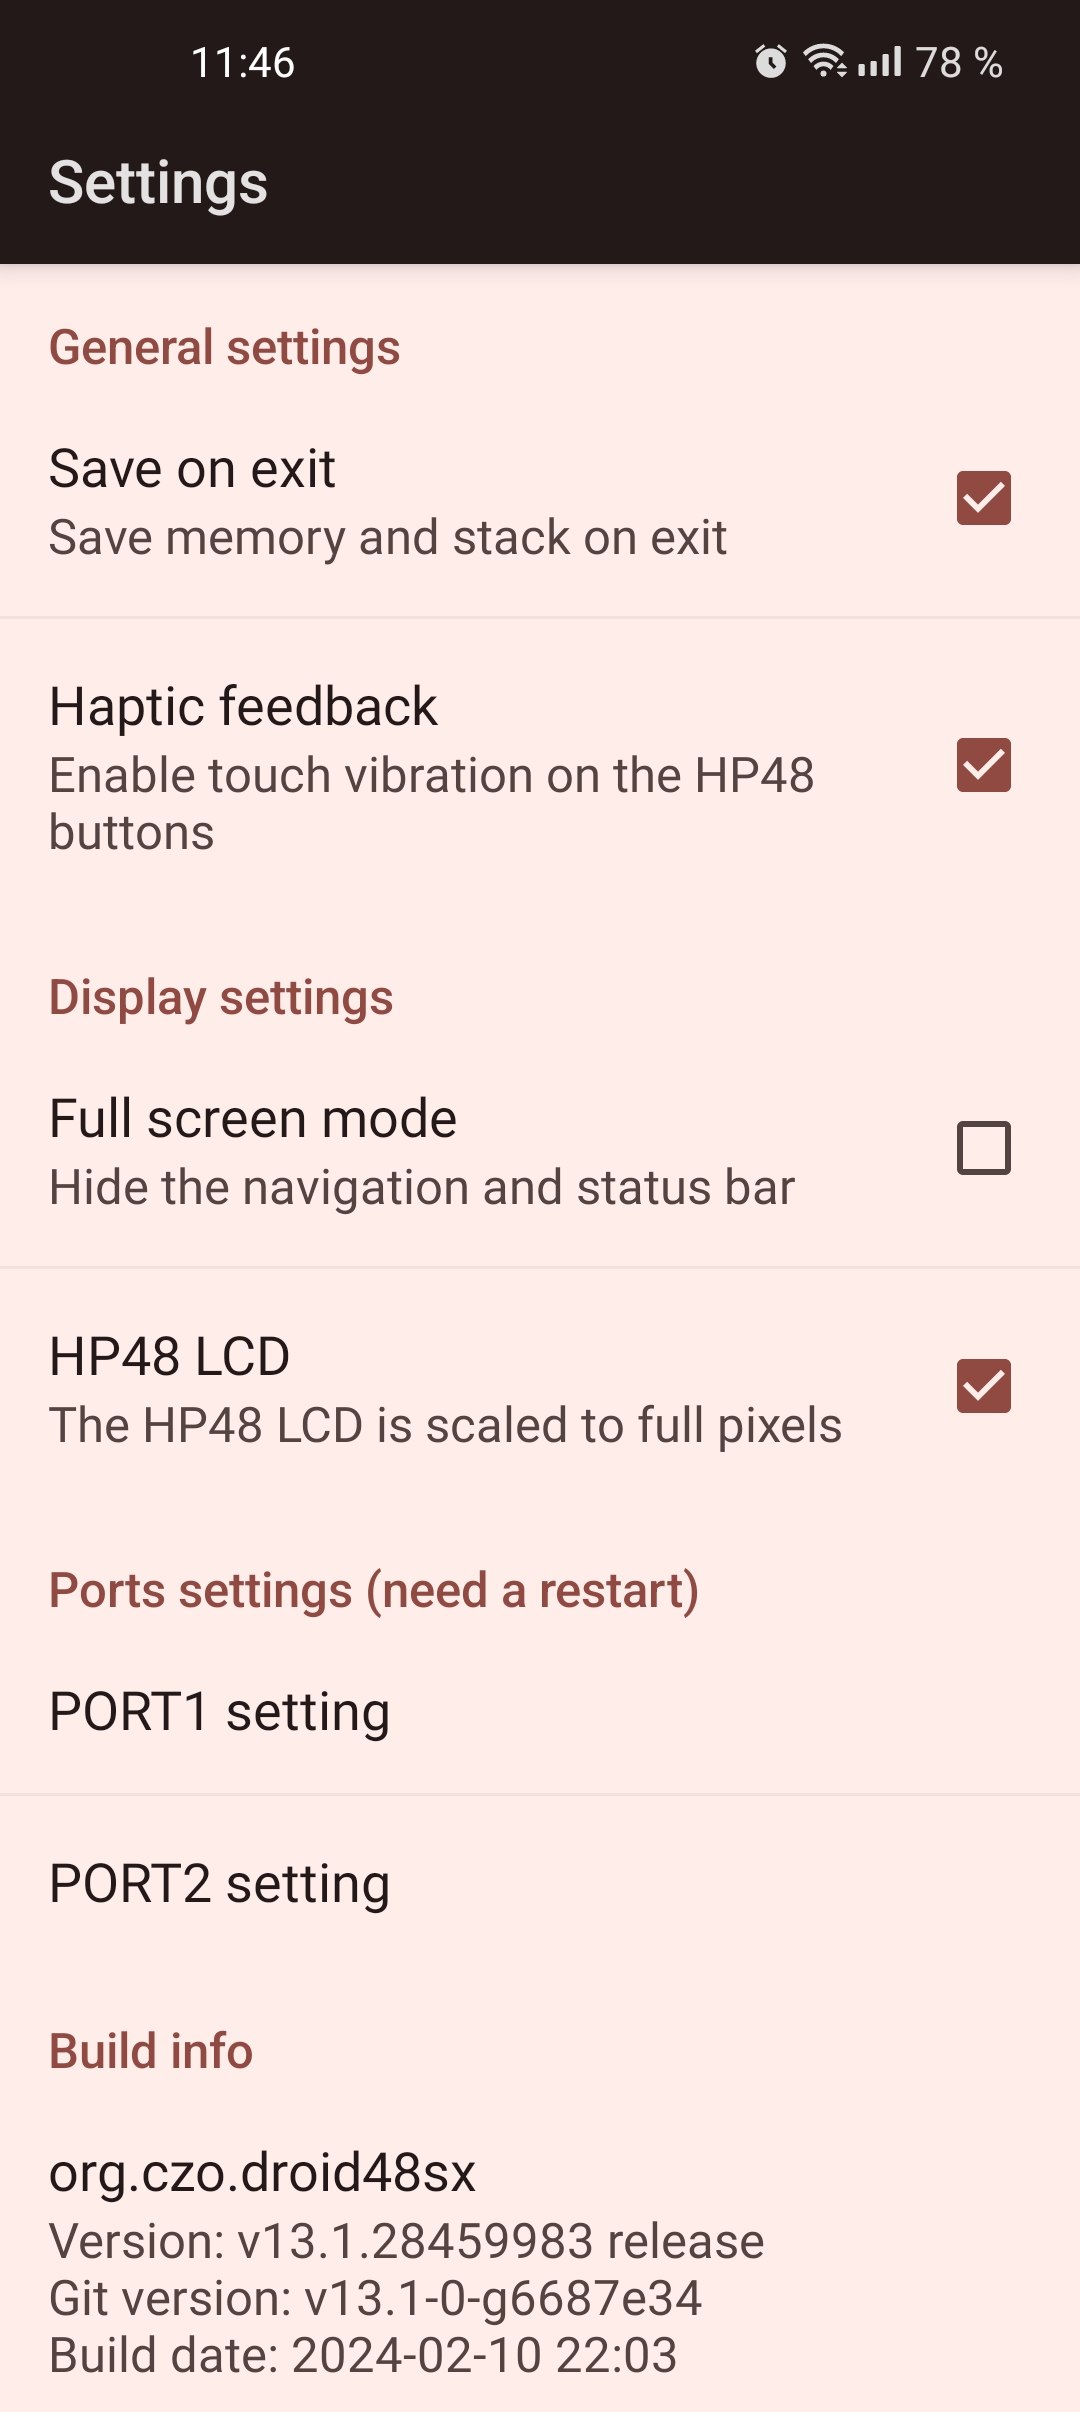 11:46
78 %
Settings
General settings
Save on exit
Save memory and stack on exit
Haptic feedback
Enable touch vibration on the HP48
buttons
Display settings
Full screen mode
Hide the navigation and status bar
HP48 LCD
The HP48 LCD is scaled to full pixels
Ports settings (need a restart)
PORT1 setting
PORT2 setting
Build info
org.czo.droid48sx
Version: v13.1.28459983 release
Git version: v13.1-0-g6687e34
Build date: 2024-02-10 22:03